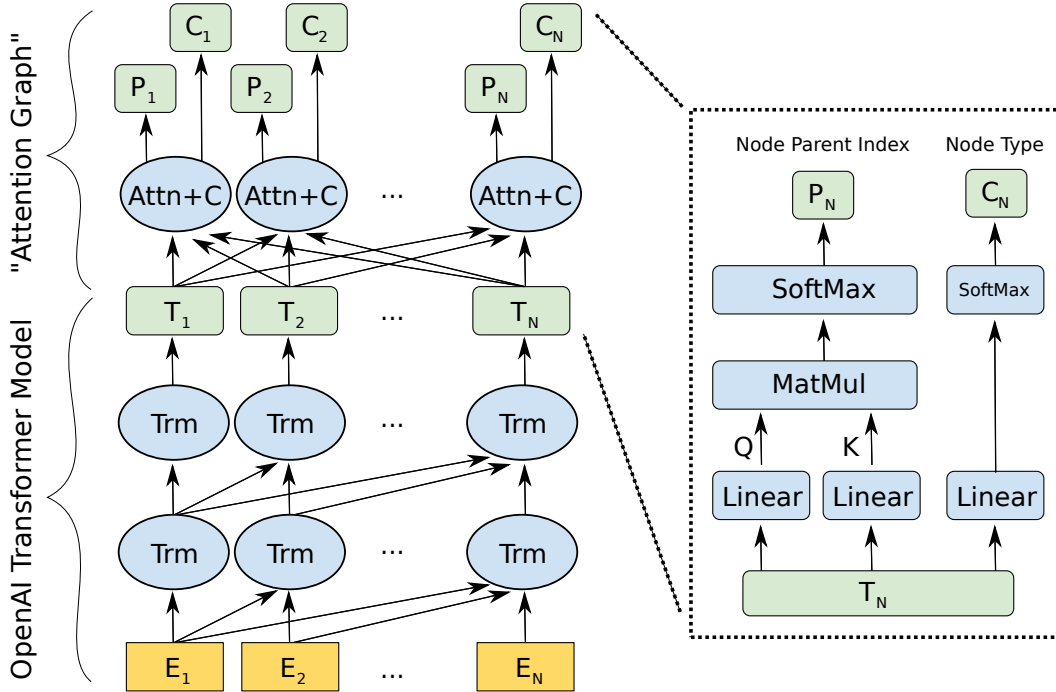 "Attention Graph"
OpenAI Transformer Model
C1 C2 CN
P1 P2 PN
Attn+C Attn+C ... Attn+C
T1 T2 ... TN
Trm Trm ... Trm
Trm Trm ... Trm
E1 E2 ... EN
Node Parent Index Node Type
PN CN
SoftMax SoftMax
MatMul
Q K
Linear Linear Linear
TN